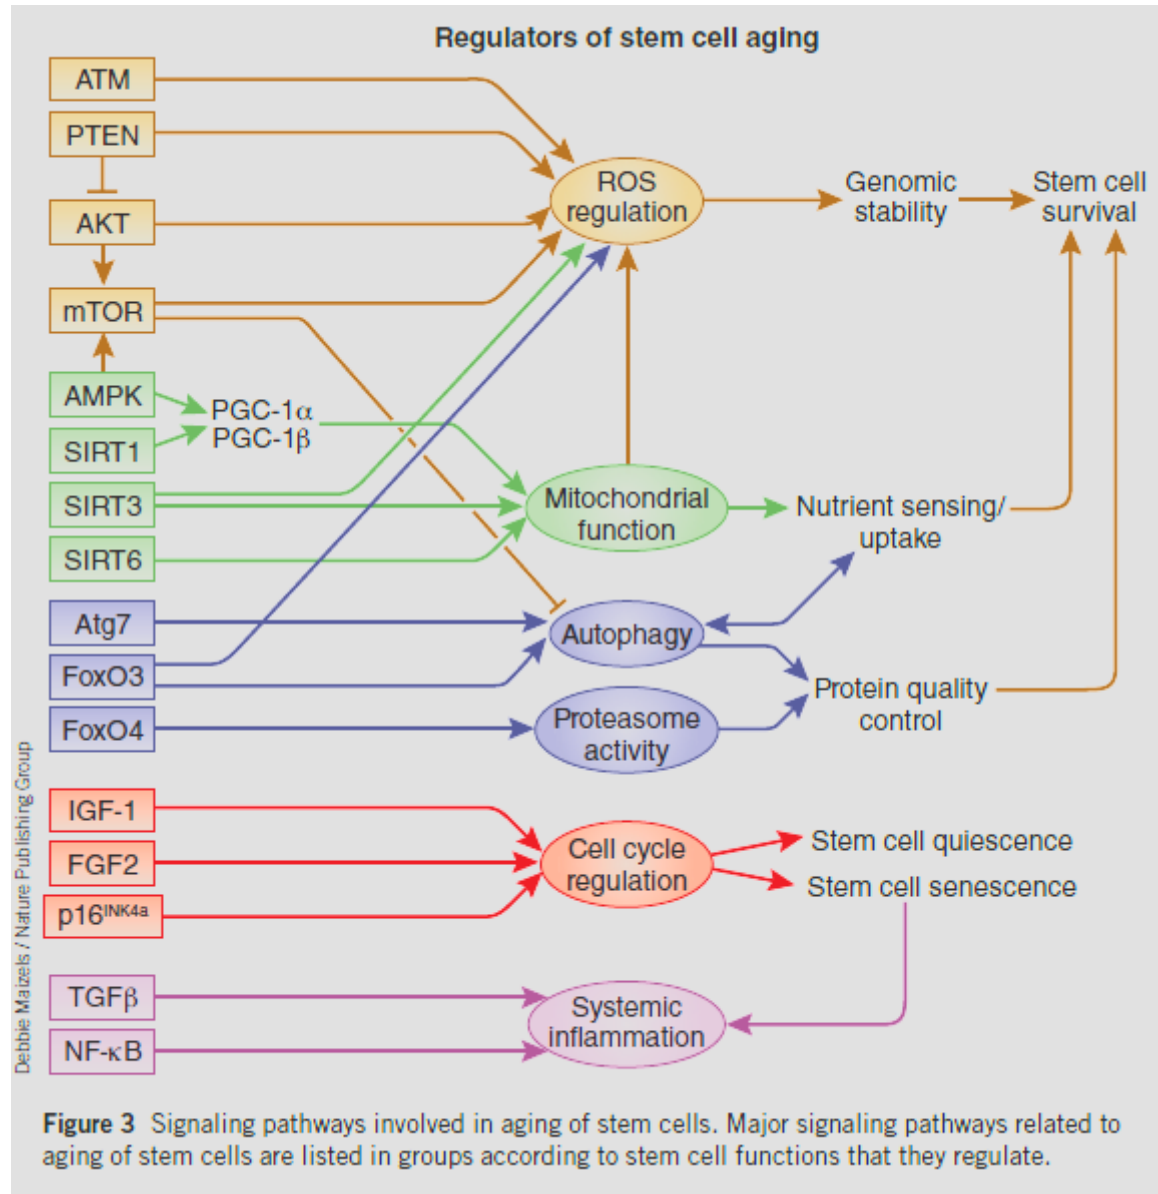 Regulators of stem cell aging
ATM
PTEN
AKT
mTOR
AMPK
SIRT1
SIRT3
SIRT6
Atg7
FoxO3
FoxO4
IGF-1
FGF2
p16INK4a
TGFβ
NF-κB
PGC-1α
PGC-1β
ROS
regulation
Mitochondrial
function
Autophagy
Proteasome
activity
Cell cycle
regulation
Systemic
inflammation
Genomic
stability
Stem cell
survival
Nutrient sensing/
uptake
Protein quality
control
Stem cell quiescence
Stem cell senescence
Debbie Maizels / Nature Publishing Group
Figure 3 Signaling pathways involved in aging of stem cells. Major signaling pathways related to
aging of stem cells are listed in groups according to stem cell functions that they regulate.